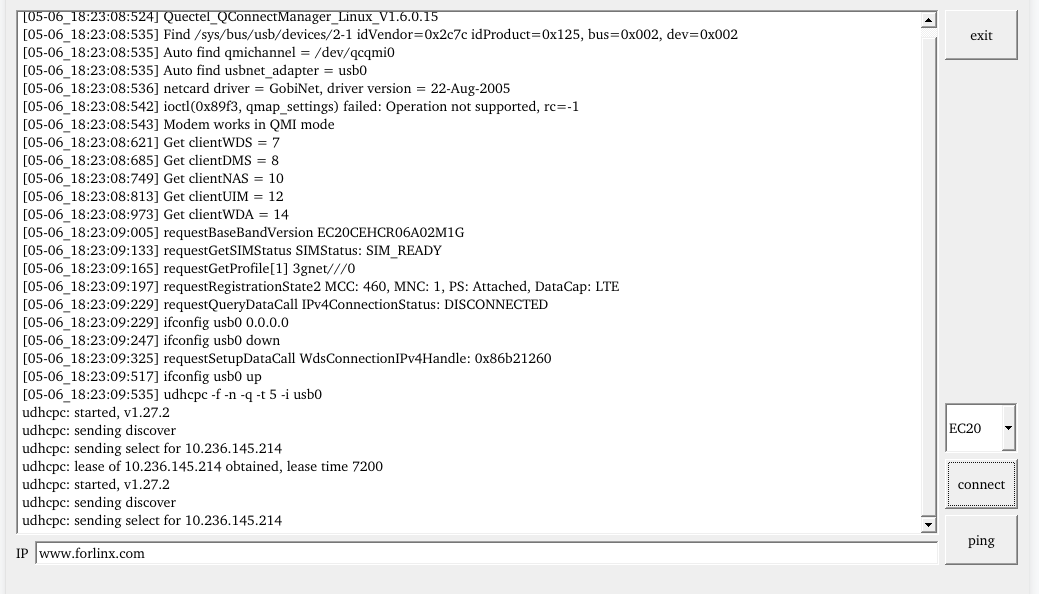 [05-06_18:23:08:524] Quectel_QConnectManager_Linux_V1.6.0.15
[05-06_18:23:08:535] Find /sys/bus/usb/devices/2-1 idVendor=0x2c7c idProduct=0x125, bus=0x002, dev=0x002
[05-06_18:23:08:535] Auto find qmichannel = /dev/qcqmi0
[05-06_18:23:08:535] Auto find usbnet_adapter = usb0
[05-06_18:23:08:536] netcard driver = GobiNet, driver version = 22-Aug-2005
[05-06_18:23:08:542] ioctl(0x89f3, qmap_settings) failed: Operation not supported, rc=-1
[05-06_18:23:08:543] Modem works in QMI mode
[05-06_18:23:08:621] Get clientWDS = 7
[05-06_18:23:08:685] Get clientDMS = 8
[05-06_18:23:08:749] Get clientNAS = 10
[05-06_18:23:08:813] Get clientUIM = 12
[05-06_18:23:08:973] Get clientWDA = 14
[05-06_18:23:09:005] requestBaseBandVersion EC20CEHCR06A02M1G
[05-06_18:23:09:133] requestGetSIMStatus SIMStatus: SIM_READY
[05-06_18:23:09:165] requestGetProfile[1] 3gnet///0
[05-06_18:23:09:197] requestRegistrationState2 MCC: 460, MNC: 1, PS: Attached, DataCap: LTE
[05-06_18:23:09:229] requestQueryDataCall IPv4ConnectionStatus: DISCONNECTED
[05-06_18:23:09:229] ifconfig usb0 0.0.0.0
[05-06_18:23:09:247] ifconfig usb0 down
[05-06_18:23:09:325] requestSetupDataCall WdsConnectionIPv4Handle: 0x86b21260
[05-06_18:23:09:517] ifconfig usb0 up
[05-06_18:23:09:535] udhcpc -f -n -q -t 5 -i usb0
udhcpc: started, v1.27.2
udhcpc: sending discover
udhcpc: sending select for 10.236.145.214
udhcpc: lease of 10.236.145.214 obtained, lease time 7200
udhcpc: started, v1.27.2
udhcpc: sending discover
udhcpc: sending select for 10.236.145.214
IP www.forlinx.com
exit
EC20
connect
ping